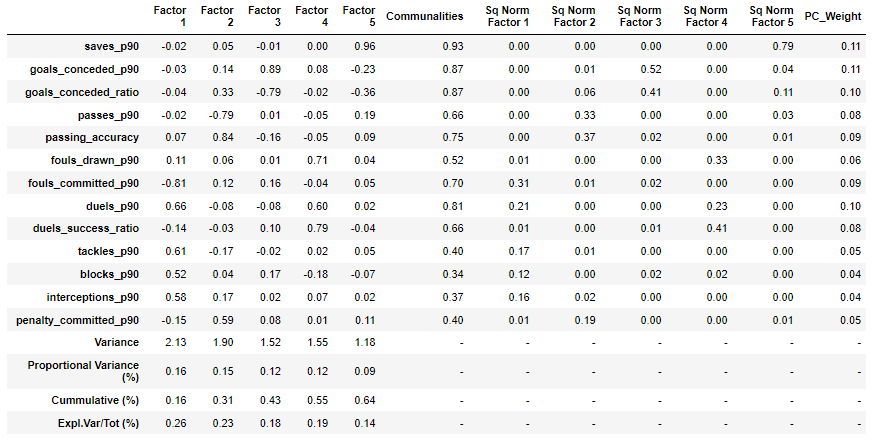 Factor 1 Factor 2 Factor 3 Factor 4 Factor 5 Communalities Sq Norm Factor 1 Sq Norm Factor 2 Sq Norm Factor 3 Sq Norm Factor 4 Sq Norm Factor 5 PC_Weight
saves_p90 -0.02 0.05 -0.01 0.00 0.96 0.93 0.00 0.00 0.00 0.00 0.79 0.11
goals_conceded_p90 -0.03 0.14 0.89 0.08 -0.23 0.87 0.00 0.01 0.52 0.00 0.04 0.11
goals_conceded_ratio -0.04 0.33 -0.79 -0.02 -0.36 0.87 0.00 0.06 0.41 0.00 0.11 0.10
passes_p90 -0.02 -0.79 0.01 -0.05 0.19 0.66 0.00 0.33 0.00 0.00 0.03 0.08
passing_accuracy 0.07 0.84 -0.16 -0.05 0.09 0.75 0.00 0.37 0.02 0.00 0.01 0.09
fouls_drawn_p90 0.11 0.06 0.01 0.71 0.04 0.52 0.01 0.00 0.00 0.33 0.00 0.06
fouls_committed_p90 -0.81 0.12 0.16 -0.04 0.05 0.70 0.31 0.01 0.02 0.00 0.00 0.09
duels_p90 0.66 -0.08 -0.08 0.60 0.02 0.81 0.21 0.00 0.00 0.23 0.00 0.10
duels_success_ratio -0.14 -0.03 0.10 0.79 -0.04 0.66 0.01 0.00 0.01 0.41 0.00 0.08
tackles_p90 0.61 -0.17 -0.02 0.02 0.05 0.40 0.17 0.01 0.00 0.00 0.00 0.05
blocks_p90 0.52 0.04 0.17 -0.18 -0.07 0.34 0.12 0.00 0.02 0.02 0.00 0.04
interceptions_p90 0.58 0.17 0.02 0.07 0.02 0.37 0.16 0.02 0.00 0.00 0.00 0.04
penalty_committed_p90 -0.15 0.59 0.08 0.01 0.11 0.40 0.01 0.19 0.00 0.00 0.01 0.05
Variance 2.13 1.90 1.52 1.55 1.18 - - - - - - -
Proportional Variance (%) 0.16 0.15 0.12 0.12 0.09 - - - - - - -
Cummulative (%) 0.16 0.31 0.43 0.55 0.64 - - - - - - -
Expl.Var/Tot (%) 0.26 0.23 0.18 0.19 0.14 - - - - - - -